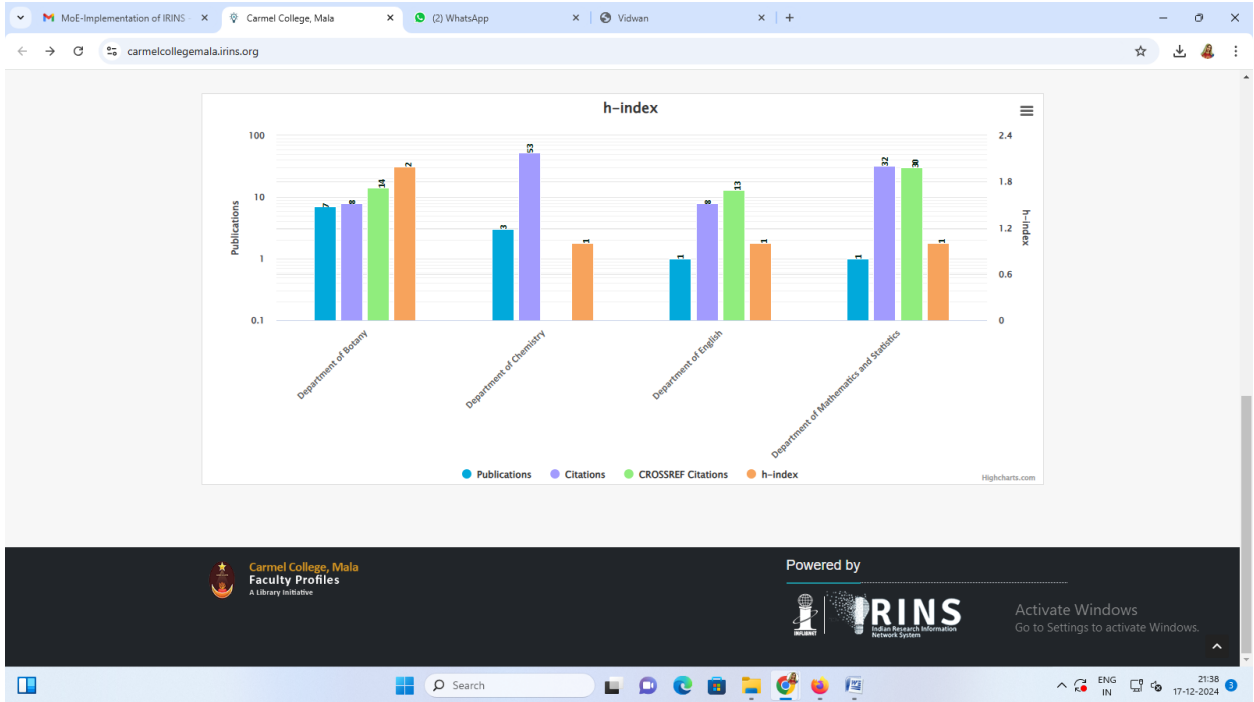 MoE-Implementation of IRINS -
Carmel College, Mala
(2) WhatsApp
Vidwan
carmelcollegemala.irins.org
h-index
100
10
1
0.1
Publications
2.4
1.8
1.2
0.6
0
h-index
7
8
14
2
3
53
1
1
8
13
1
1
32
30
1
Department of Botany
Department of Chemistry
Department of English
Department of Mathematics and Statistics
Publications
Citations
CROSSREF Citations
h-index
Highcharts.com
Carmel College, Mala
Faculty Profiles
A Library Initiative
Powered by
INFLIBNET
IRINS
Indian Research Information
Network System
Activate Windows
Go to Settings to activate Windows.
Search
ENG
IN
21:38
17-12-2024
3